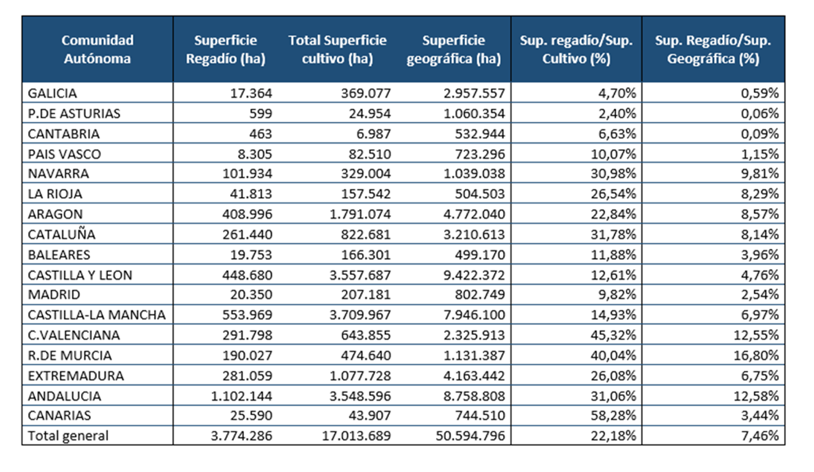 Comunidad Autónoma Superficie Regadío (ha) Total Superficie cultivo (ha) Superficie geográfica (ha) Sup. regadío/Sup. Cultivo (%) Sup. Regadío/Sup. Geográfica (%)
GALICIA 17.364 369.077 2.957.557 4,70% 0,59%
P.DE ASTURIAS 599 24.954 1.060.354 2,40% 0,06%
CANTABRIA 463 6.987 532.944 6,63% 0,09%
PAIS VASCO 8.305 82.510 723.296 10,07% 1,15%
NAVARRA 101.934 329.004 1.039.038 30,98% 9,81%
LA RIOJA 41.813 157.542 504.503 26,54% 8,29%
ARAGON 408.996 1.791.074 4.772.040 22,84% 8,57%
CATALUÑA 261.440 822.681 3.210.613 31,78% 8,14%
BALEARES 19.753 166.301 499.170 11,88% 3,96%
CASTILLA Y LEON 448.680 3.557.687 9.422.372 12,61% 4,76%
MADRID 20.350 207.181 802.749 9,82% 2,54%
CASTILLA-LA MANCHA 553.969 3.709.967 7.946.100 14,93% 6,97%
C.VALENCIANA 291.798 643.855 2.325.913 45,32% 12,55%
R.DE MURCIA 190.027 474.640 1.131.387 40,04% 16,80%
EXTREMADURA 281.059 1.077.728 4.163.442 26,08% 6,75%
ANDALUCIA 1.102.144 3.548.596 8.758.808 31,06% 12,58%
CANARIAS 25.590 43.907 744.510 58,28% 3,44%
Total general 3.774.286 17.013.689 50.594.796 22,18% 7,46%